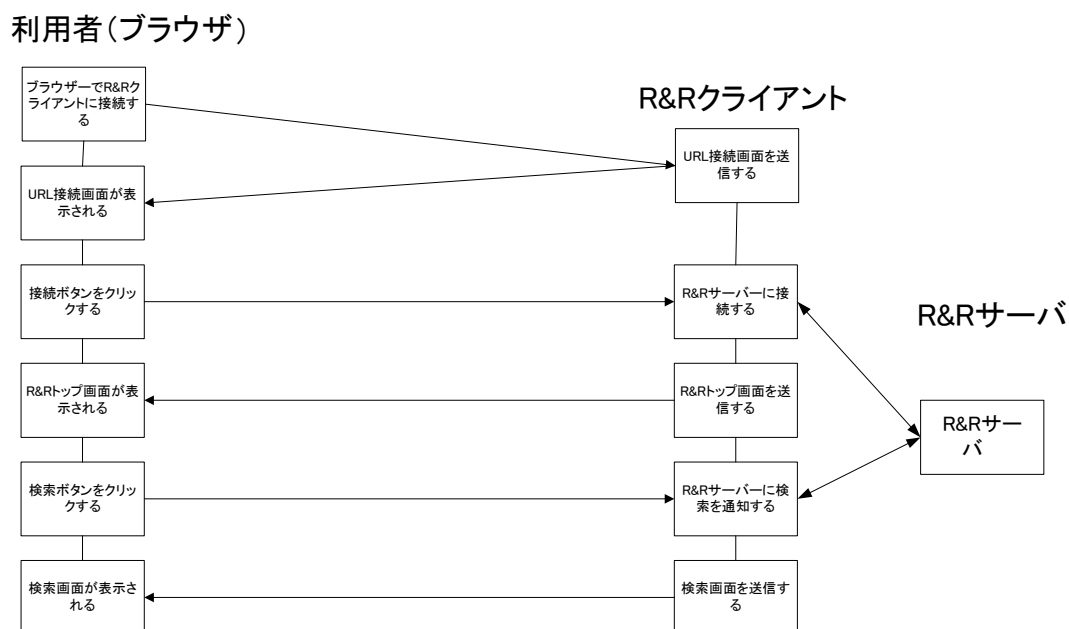 利用者（ブラウザ）
ブラウザーでR&Rク
ライアントに接続す
る
R&Rクライアント
URL接続画面を送
信する
URL接続画面が表
示される
接続ボタンをクリッ
クする
R&Rサーバーに接
続する
R&Rサーバ
R&Rトップ画面が表
示される
R&Rトップ画面を送
信する
R&Rサー
バ
検索ボタンをクリッ
クする
R&Rサーバーに検
索を通知する
検索画面が表示さ
れる
検索画面を送信す
る